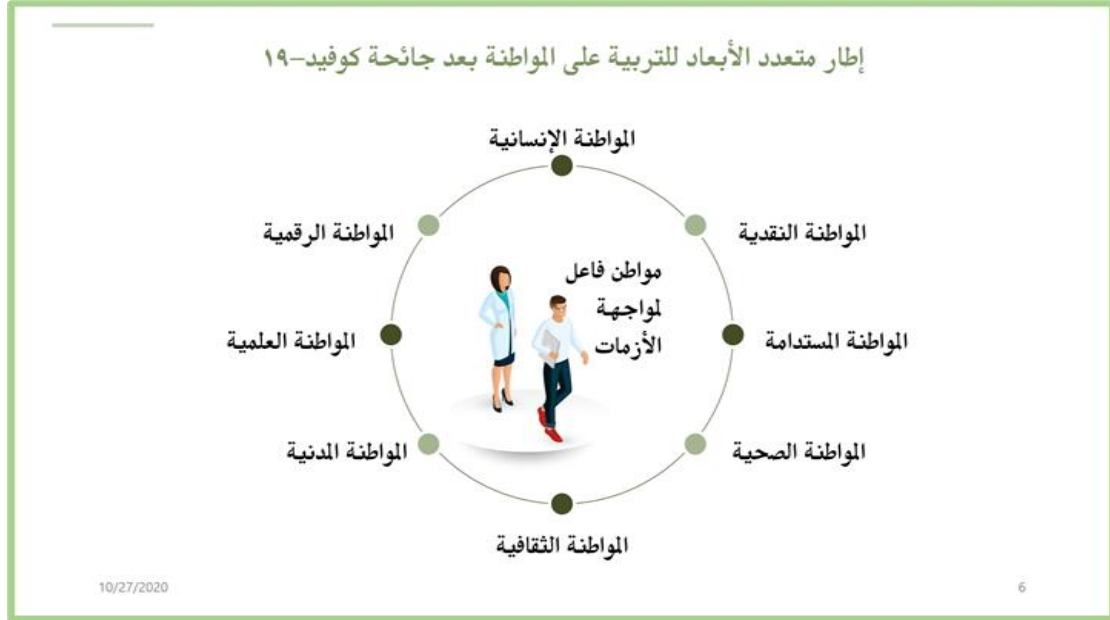 إطار متعدد الأبعاد للتربية على المواطنة بعد جائحة كوفيد–١٩
المواطنة الإنسانية
المواطنة النقدية
المواطنة الرقمية
مواطن فاعل
لمواجهة
الأزمات
المواطنة المستدامة
المواطنة العلمية
المواطنة الصحية
المواطنة المدنية
المواطنة الثقافية
10/27/2020
6